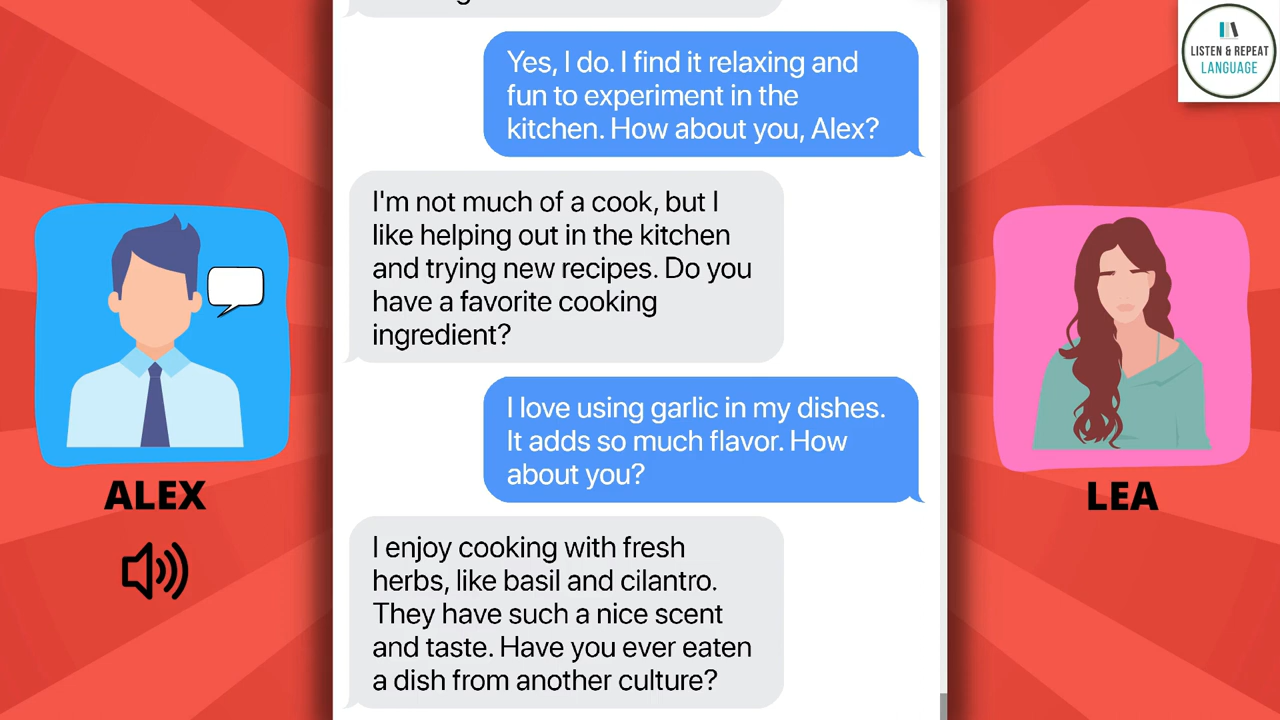 Yes, I do. I find it relaxing and
fun to experiment in the
kitchen. How about you, Alex?
I'm not much of a cook, but I
like helping out in the kitchen
and trying new recipes. Do you
have a favorite cooking
ingredient?
I love using garlic in my dishes.
It adds so much flavor. How
about you?
I enjoy cooking with fresh
herbs, like basil and cilantro.
They have such a nice scent
and taste. Have you ever eaten
a dish from another culture?
ALEX
LEA
LISTEN & REPEAT
LANGUAGE